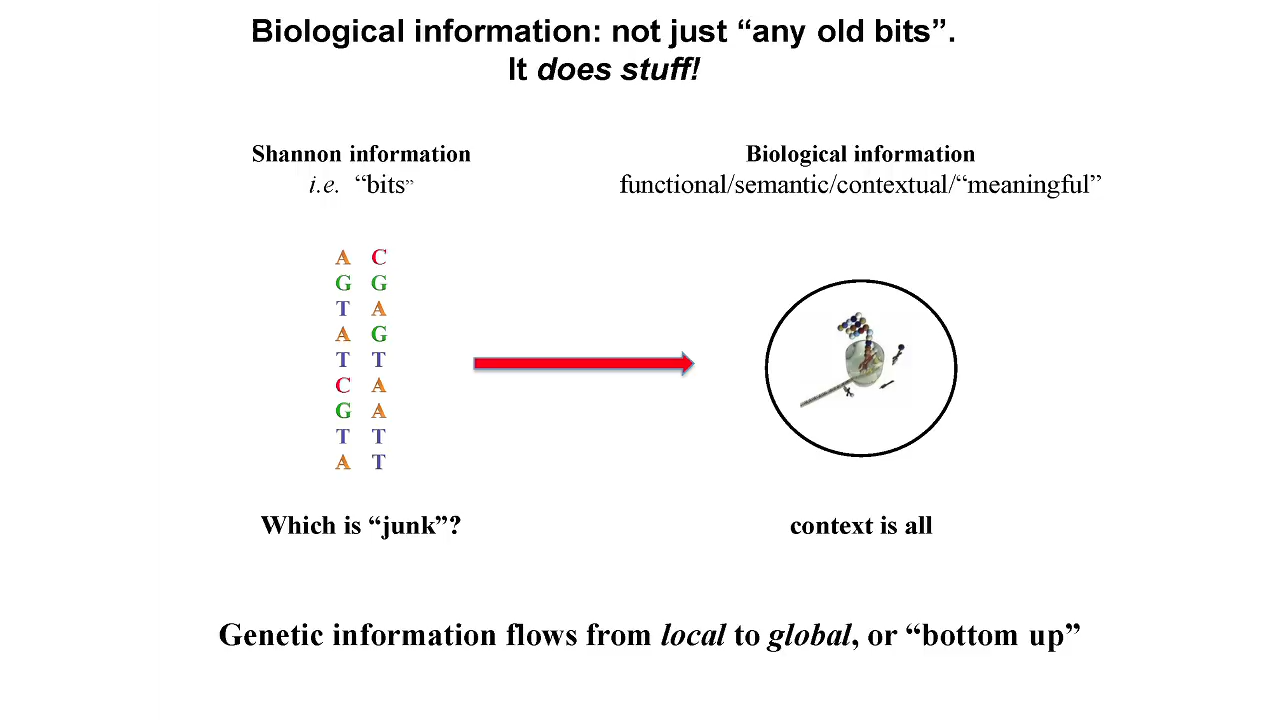 Biological information: not just “any old bits”.
It does stuff!
Shannon information
i.e. “bits”
Biological information
functional/semantic/contextual/“meaningful”
A C
G G
T A
A G
T T
C A
G A
T T
A T
Which is “junk”?
context is all
Genetic information flows from local to global, or “bottom up”